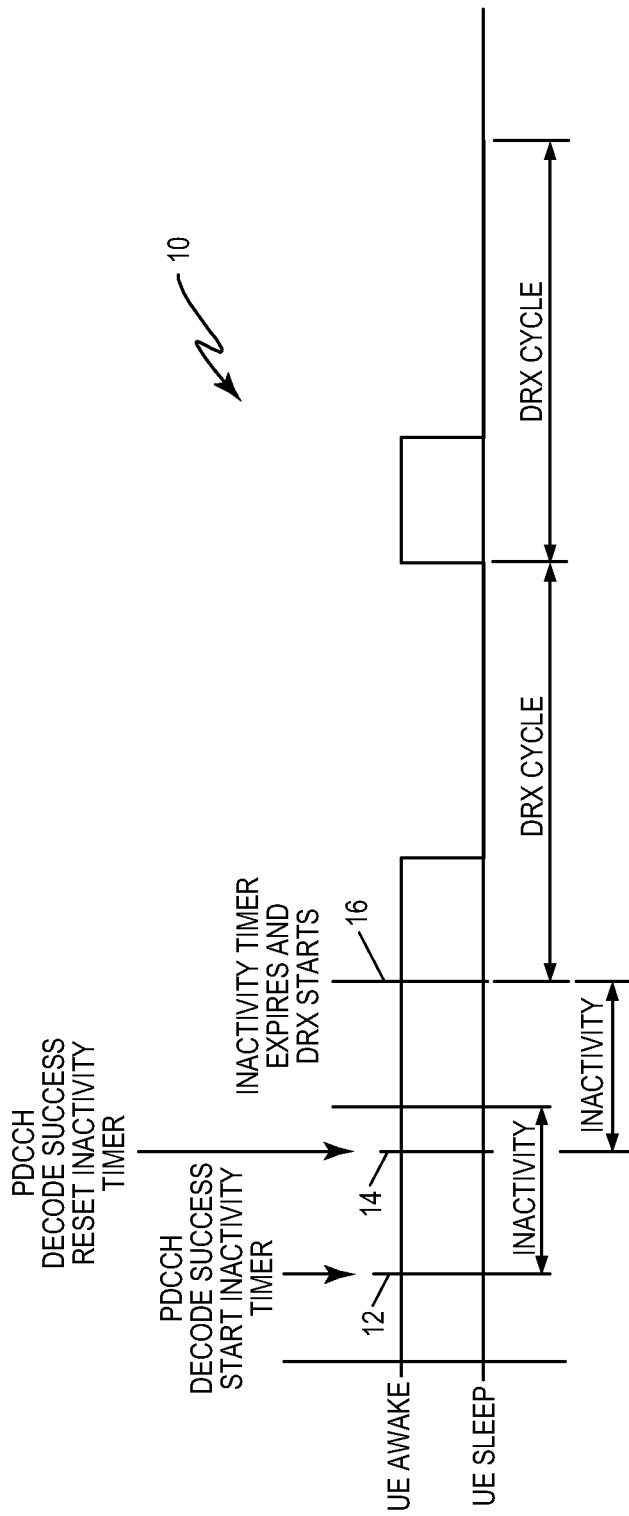 PDCCH
DECODE SUCCESS
RESET INACTIVITY
TIMER
PDCCH
DECODE SUCCESS
START INACTIVITY
TIMER
INACTIVITY TIMER
EXPIRES AND
DRX STARTS
10
12
14
16
UE AWAKE
UE SLEEP
INACTIVITY
INACTIVITY
DRX CYCLE
DRX CYCLE